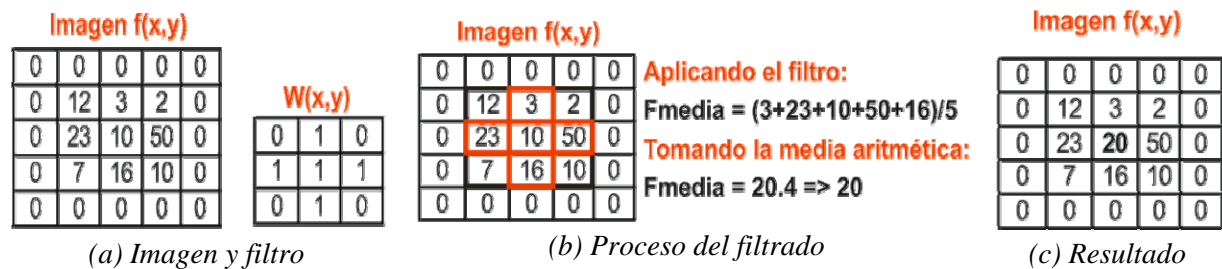 Imagen f(x,y)
0 0 0 0 0
0 12 3 2 0
0 23 10 50 0
0 7 16 10 0
0 0 0 0 0
W(x,y)
0 1 0
1 1 1
0 1 0
(a) Imagen y filtro
Imagen f(x,y)
0 0 0 0 0
0 12 3 2 0
0 23 10 50 0
0 7 16 10 0
0 0 0 0 0
Aplicando el filtro:
Fmedia = (3+23+10+50+16)/5
Tomando la media aritmética:
Fmedia = 20.4 => 20
(b) Proceso del filtrado
Imagen f(x,y)
0 0 0 0 0
0 12 3 2 0
0 23 20 50 0
0 7 16 10 0
0 0 0 0 0
(c) Resultado